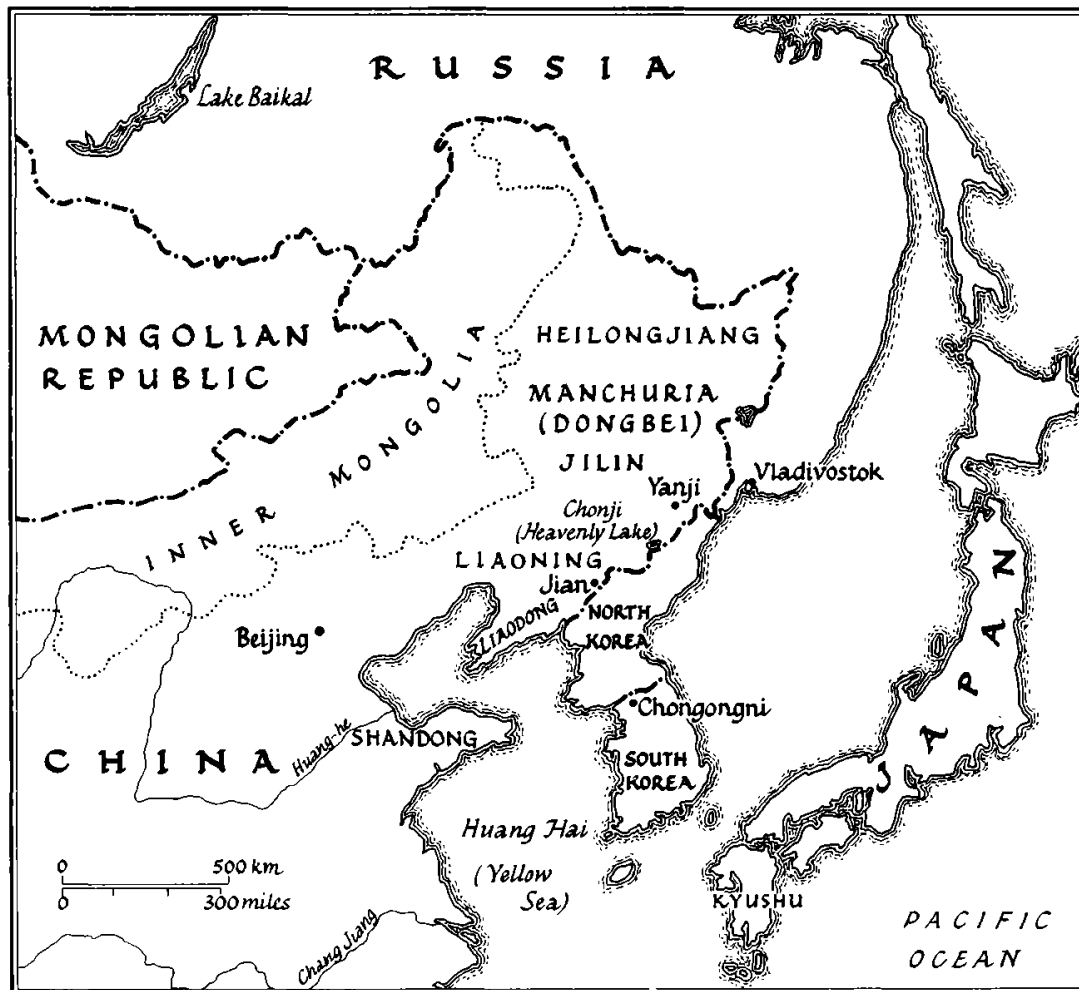 RUSSIA
Lake Baikal
MONGOLIAN
REPUBLIC
INNER MONGOLIA
HEILONGJIANG
MANCHURIA
(DONGBEI)
JILIN
Yanji
Vladivostok
Chonji
(Heavenly Lake)
LIAONING
Jian
LIAODONG
NORTH
KOREA
Beijing
Chongongni
SHANDONG
Huang-he
CHINA
SOUTH
KOREA
JAPAN
Huang Hai
(Yellow
Sea)
0 500 km
0 300 miles
KYUSHU
Chang Jiang
PACIFIC
OCEAN